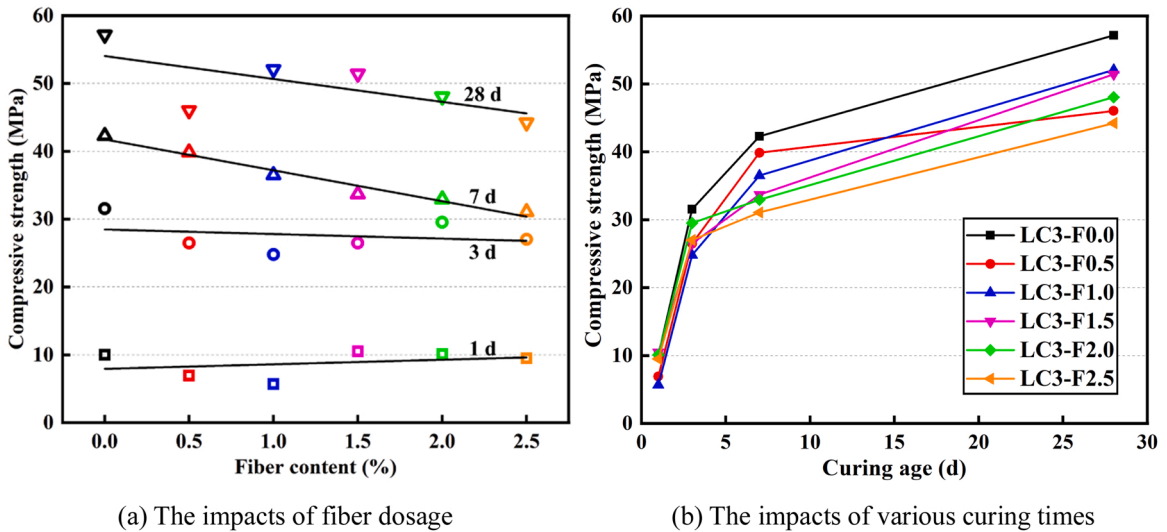 60
50
40
30
20
10
0
Compressive strength (MPa)
28 d
7 d
3 d
1 d
0.0 0.5 1.0 1.5 2.0 2.5
Fiber content (%)
(a) The impacts of fiber dosage
60
50
40
30
20
10
0
Compressive strength (MPa)
LC3-F0.0
LC3-F0.5
LC3-F1.0
LC3-F1.5
LC3-F2.0
LC3-F2.5
0 5 10 15 20 25 30
Curing age (d)
(b) The impacts of various curing times